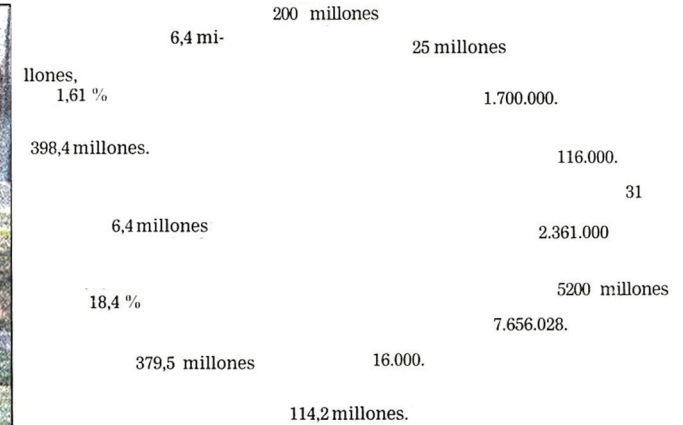 200 millones
6,4 mi-
25 millones
llones,
1,61 %
1.700.000.
398,4 millones.
116.000.
31
6,4 millones
2.361.000
5200 millones
18,4 %
7.656.028.
379,5 millones
16.000.
114,2 millones.